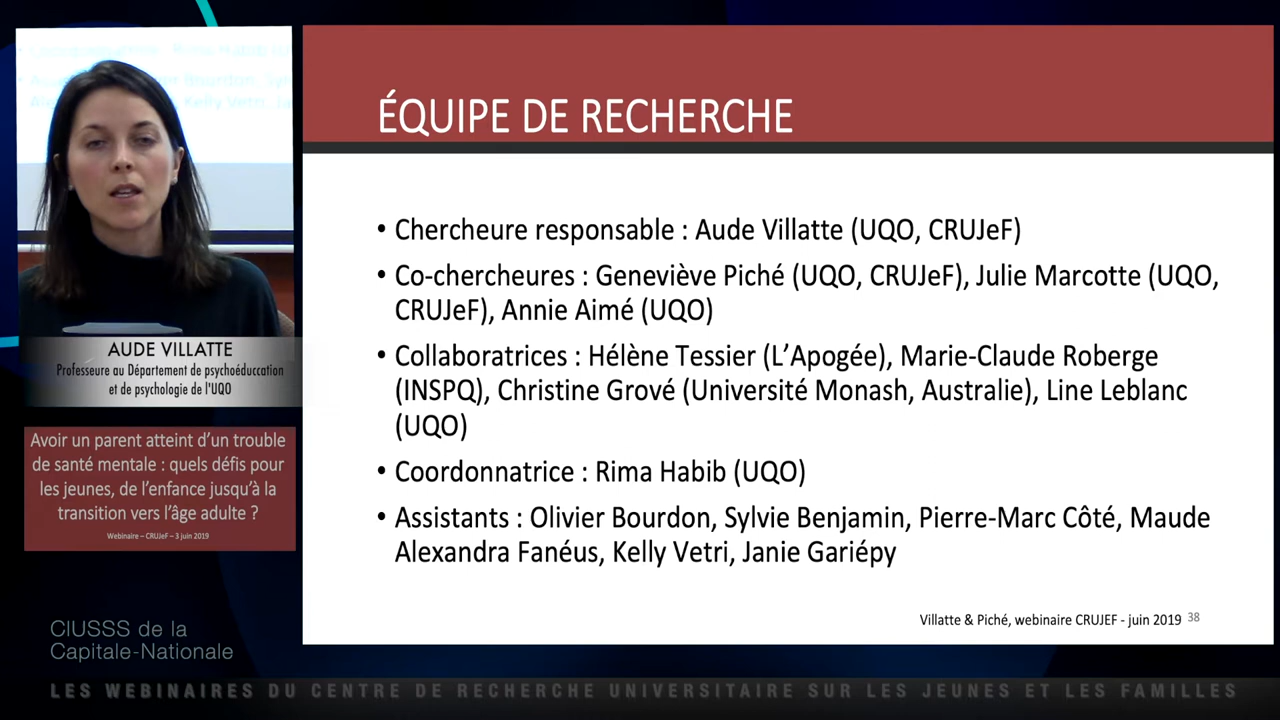 ÉQUIPE DE RECHERCHE
• Chercheure responsable : Aude Villatte (UQO, CRUJeF)
• Co-chercheures : Geneviève Piché (UQO, CRUJeF), Julie Marcotte (UQO,
CRUJeF), Annie Aimé (UQO)
• Collaboratrices : Hélène Tessier (L'Apogée), Marie-Claude Roberge
(INSPQ), Christine Grové (Université Monash, Australie), Line Leblanc
(UQO)
• Coordonnatrice : Rima Habib (UQO)
• Assistants : Olivier Bourdon, Sylvie Benjamin, Pierre-Marc Côté, Maude
Alexandra Fanéus, Kelly Vetri, Janie Gariépy
Villatte & Piché, webinaire CRUJEF - juin 2019 38
AUDE VILLATTE
Professeure au Département de psychoéduccation
et de psychologie de l'UQO
Avoir un parent atteint d'un trouble
de santé mentale : quels défis pour
les jeunes, de l'enfance jusqu'à la
transition vers l'âge adulte ?
Webinaire – CRUJeF – 3 juin 2019
CIUSSS de la
Capitale-Nationale
LES WEBINAIRES DU CENTRE DE RECHERCHE UNIVERSITAIRE SUR LES JEUNES ET LES FAMILLES